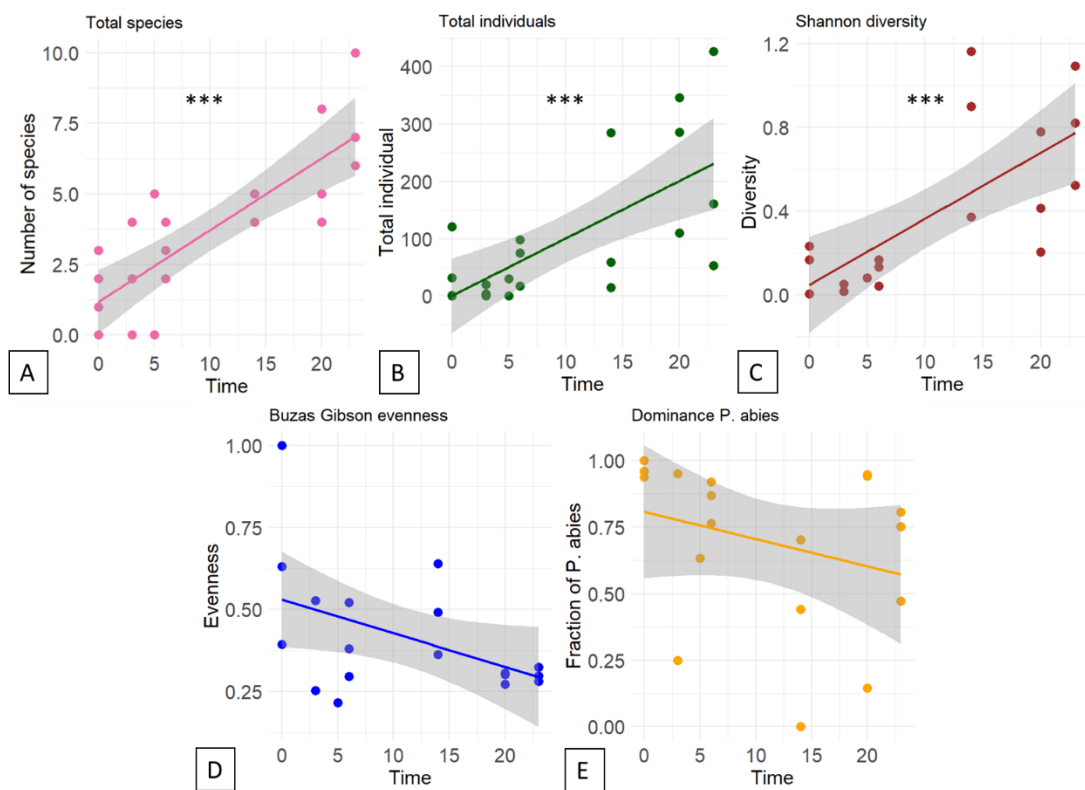 Total species
10.0
7.5
5.0
2.5
0.0
Number of species
***
0 5 10 15 20
Time
A
Total individuals
400
300
200
100
0
Total individual
***
0 5 10 15 20
Time
B
Shannon diversity
1.2
0.8
0.4
0.0
Diversity
***
0 5 10 15 20
Time
C
Buzas Gibson evenness
1.00
0.75
0.50
0.25
Evenness
0 5 10 15 20
Time
D
Dominance P. abies
1.00
0.75
0.50
0.25
0.00
Fraction of P. abies
0 5 10 15 20
Time
E